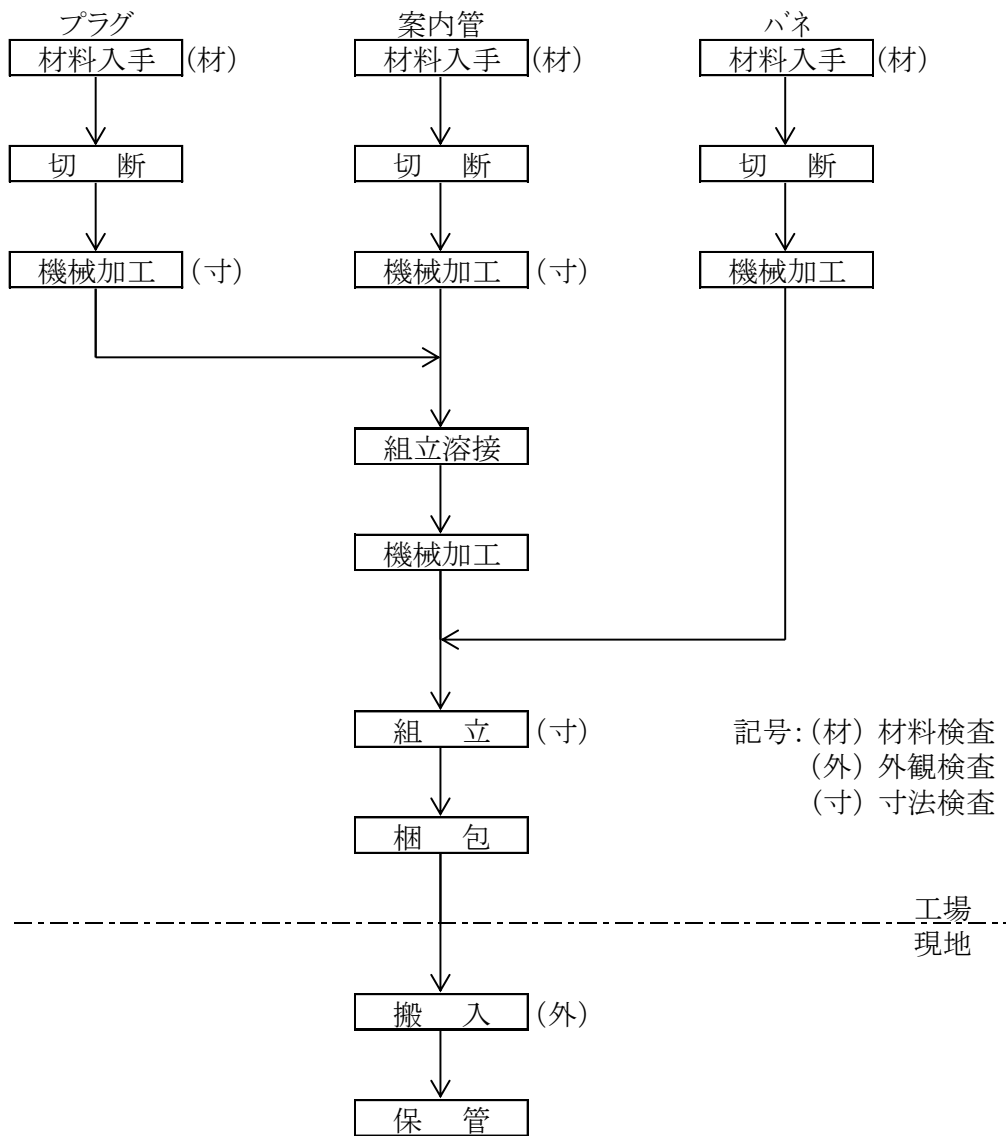 プラグ 案内管 バネ
材料入手 (材) 材料入手 (材) 材料入手 (材)
切 断 切 断 切 断
機械加工 (寸) 機械加工 (寸) 機械加工
組立溶接
機械加工
組 立 (寸) 記号:(材) 材料検査
(外) 外観検査
(寸) 寸法検査
梱 包
工場
現地
搬 入 (外)
保 管